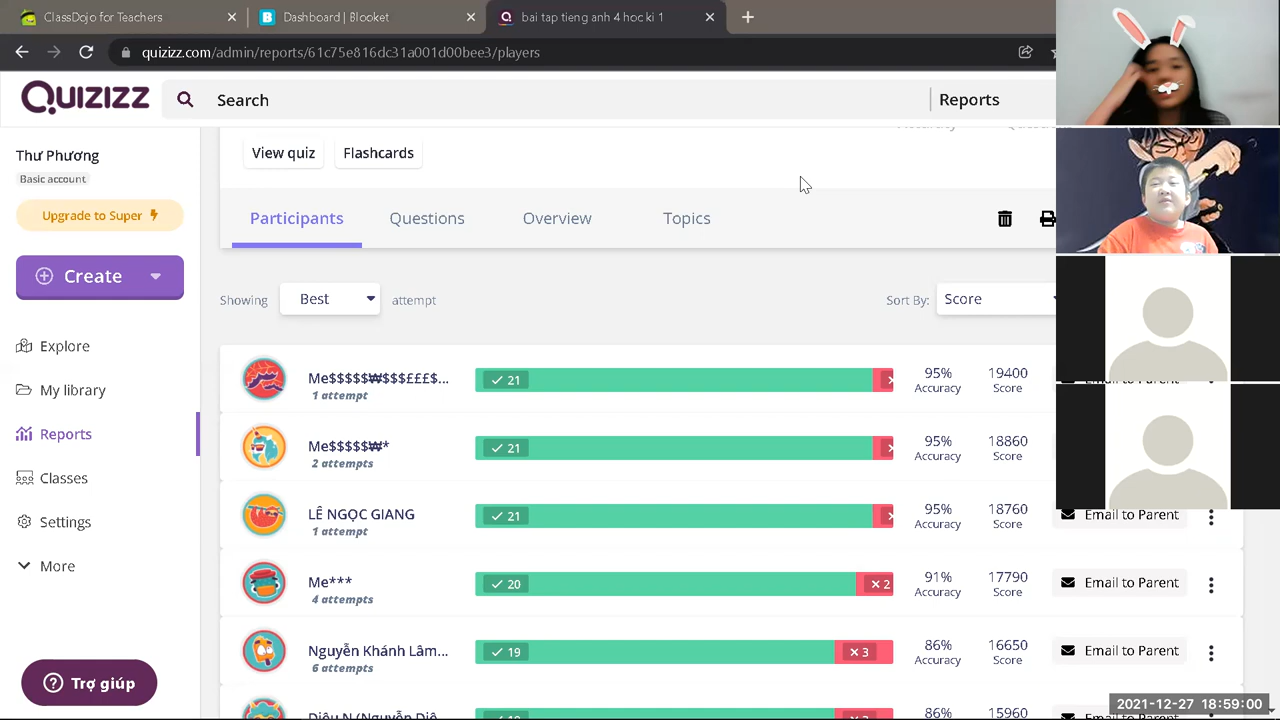 ClassDojo for Teachers
Dashboard | Blooket
bai tap tieng anh 4 hoc ki 1
quizizz.com/admin/reports/61c75e816dc31a001d00bee3/players
QUIZIZZ
Search
Reports
Thư Phương
Basic account
Upgrade to Super
Create
Explore
My library
Reports
Classes
Settings
More
Trợ giúp
View quiz
Flashcards
Participants
Questions
Overview
Topics
Showing
Best
attempt
Sort By:
Score
Me$$$$$₩$$$£££$...
1 attempt
21
95%
Accuracy
19400
Score
Me$$$$$₩*
2 attempts
21
95%
Accuracy
18860
Score
LÊ NGỌC GIANG
1 attempt
21
95%
Accuracy
18760
Score
Email to Parent
Me***
4 attempts
20
2
91%
Accuracy
17790
Score
Email to Parent
Nguyễn Khánh Lâm...
6 attempts
19
3
86%
Accuracy
16650
Score
Email to Parent
86%
15960
2021-12-27 18:59:00